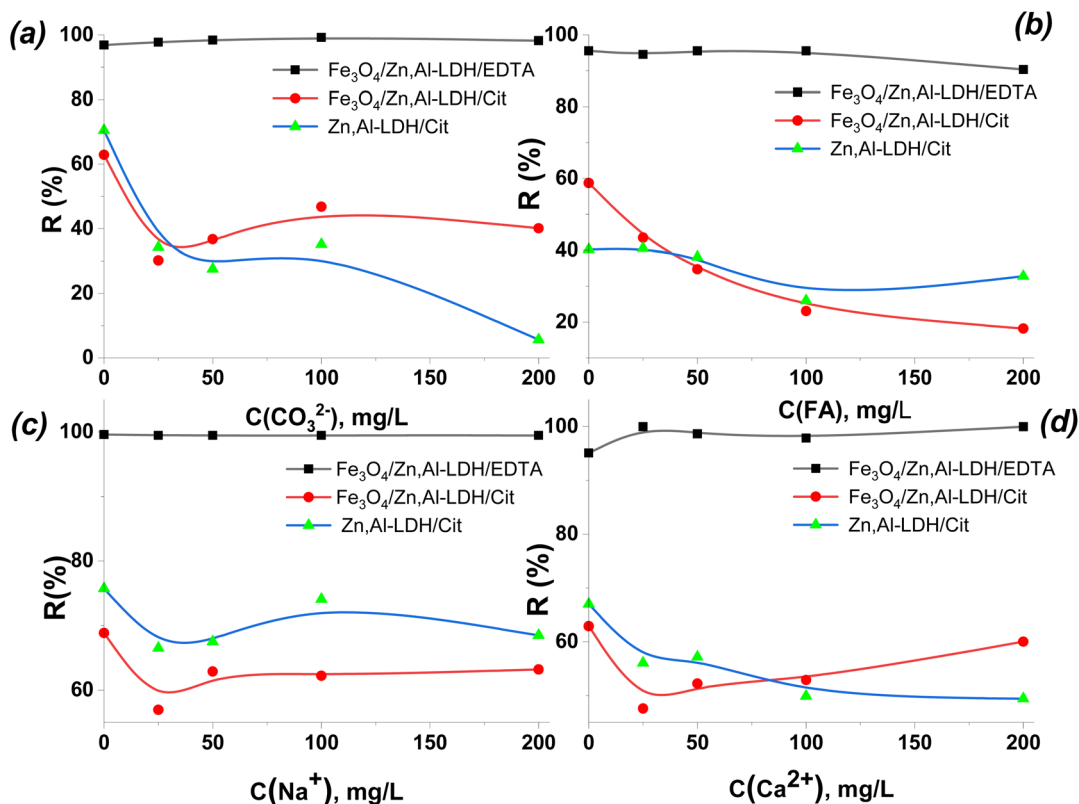 (a)
R (%)
100
80
60
40
20
0
Fe₃O₄/Zn,Al-LDH/EDTA
Fe₃O₄/Zn,Al-LDH/Cit
Zn,Al-LDH/Cit
0 50 100 150 200
C(CO₃²⁻), mg/L
(b)
R (%)
100
80
60
40
20
Fe₃O₄/Zn,Al-LDH/EDTA
Fe₃O₄/Zn,Al-LDH/Cit
Zn,Al-LDH/Cit
0 50 100 150 200
C(FA), mg/L
(c)
R(%)
100
80
60
Fe₃O₄/Zn,Al-LDH/EDTA
Fe₃O₄/Zn,Al-LDH/Cit
Zn,Al-LDH/Cit
0 50 100 150 200
C(Na⁺), mg/L
(d)
R (%)
100
80
60
Fe₃O₄/Zn,Al-LDH/EDTA
Fe₃O₄/Zn,Al-LDH/Cit
Zn,Al-LDH/Cit
0 50 100 150 200
C(Ca²⁺), mg/L